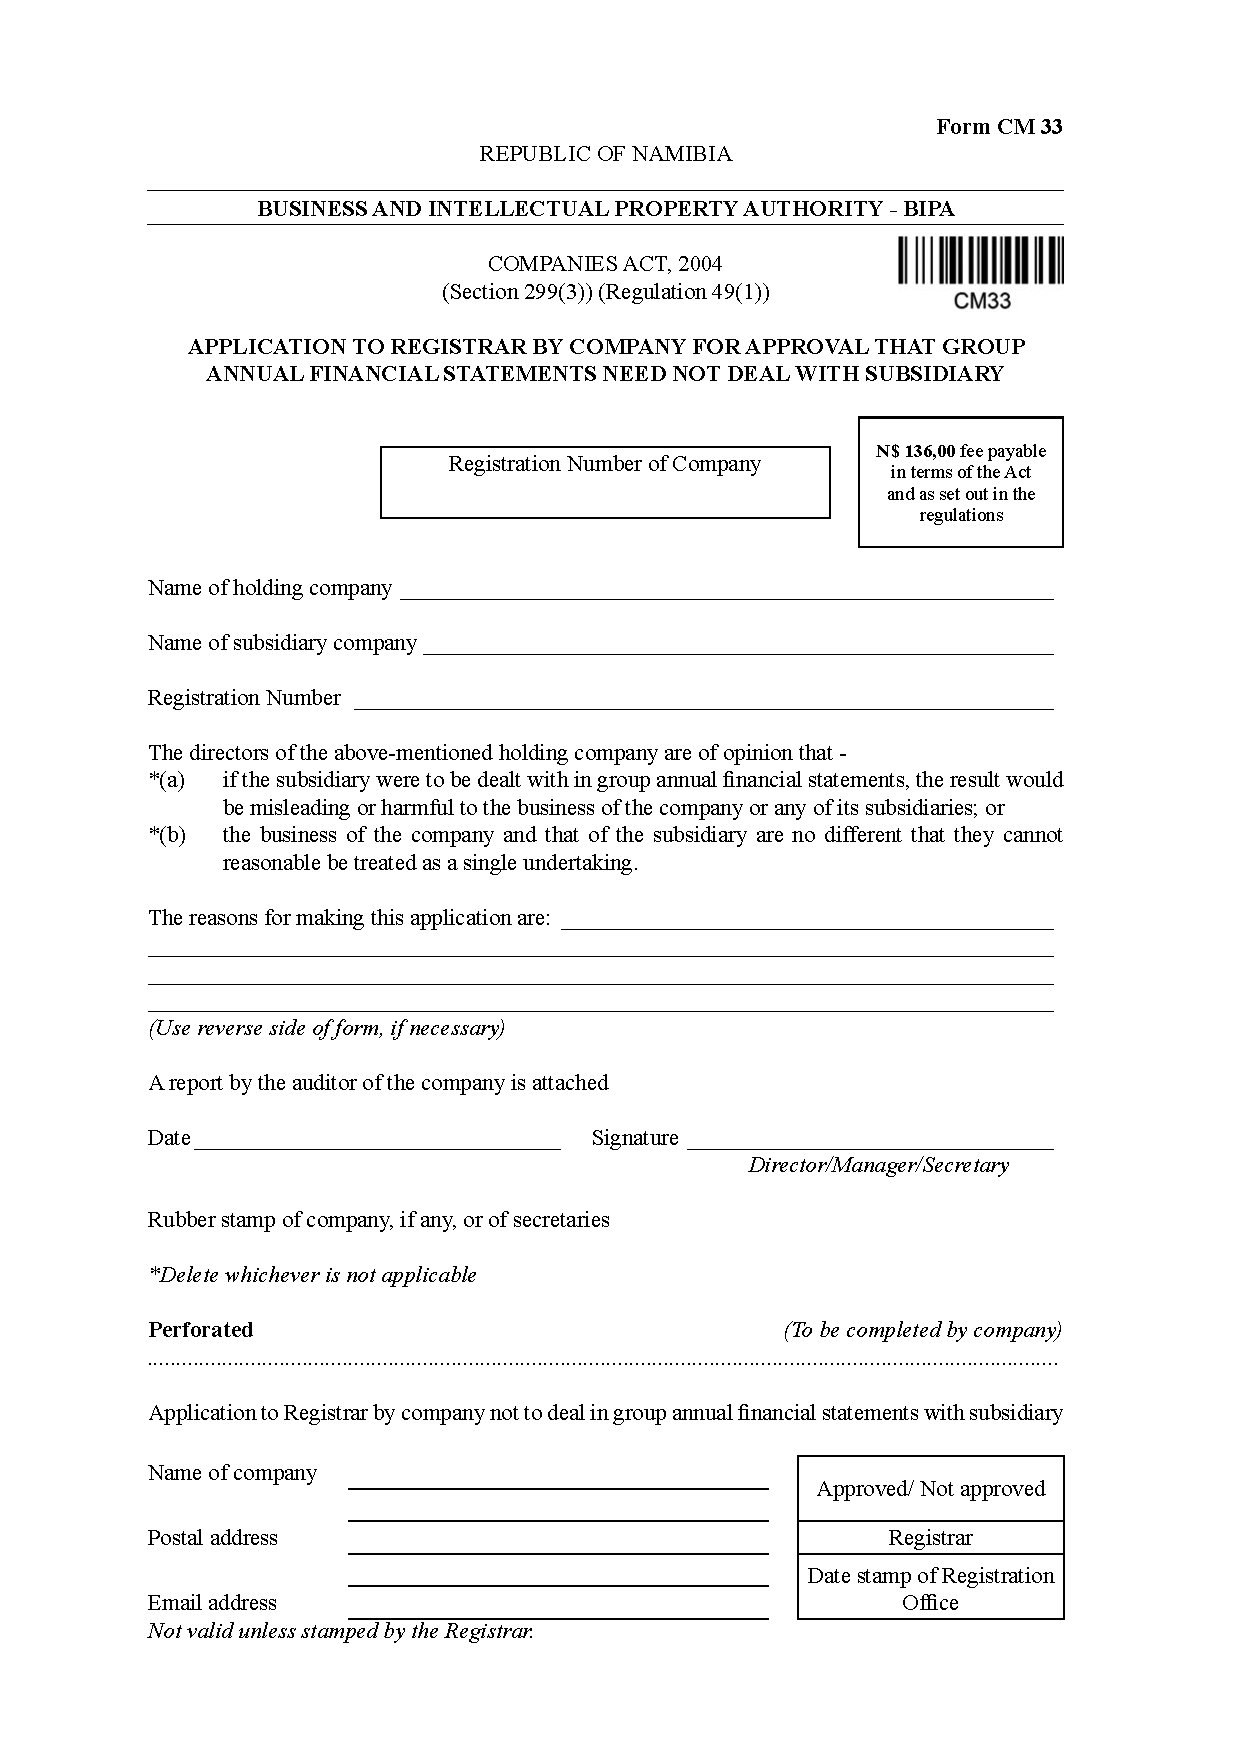 Form CM 33
REPUBLIC OF NAMIBIA
BUSINESS AND INTELLECTUAL PROPERTY AUTHORITY - BIPA
COMPANIES ACT, 2004
(Section 299(3)) (Regulation 49(1))
CM33
APPLICATION TO REGISTRAR BY COMPANY FOR APPROVAL THAT GROUP
ANNUAL FINANCIAL STATEMENTS NEED NOT DEAL WITH SUBSIDIARY
Registration Number of Company
N$ 136,00 fee payable
in terms of the Act
and as set out in the
regulations
Name of holding company
Name of subsidiary company
Registration Number
The directors of the above-mentioned holding company are of opinion that -
*(a) if the subsidiary were to be dealt with in group annual financial statements, the result would
be misleading or harmful to the business of the company or any of its subsidiaries; or
*(b) the business of the company and that of the subsidiary are no different that they cannot
reasonable be treated as a single undertaking.
The reasons for making this application are:
(Use reverse side of form, if necessary)
A report by the auditor of the company is attached
Date Signature
Director/Manager/Secretary
Rubber stamp of company, if any, or of secretaries
*Delete whichever is not applicable
Perforated (To be completed by company)
Application to Registrar by company not to deal in group annual financial statements with subsidiary
Name of company
Approved/ Not approved
Postal address
Registrar
Date stamp of Registration
Office
Email address
Not valid unless stamped by the Registrar.